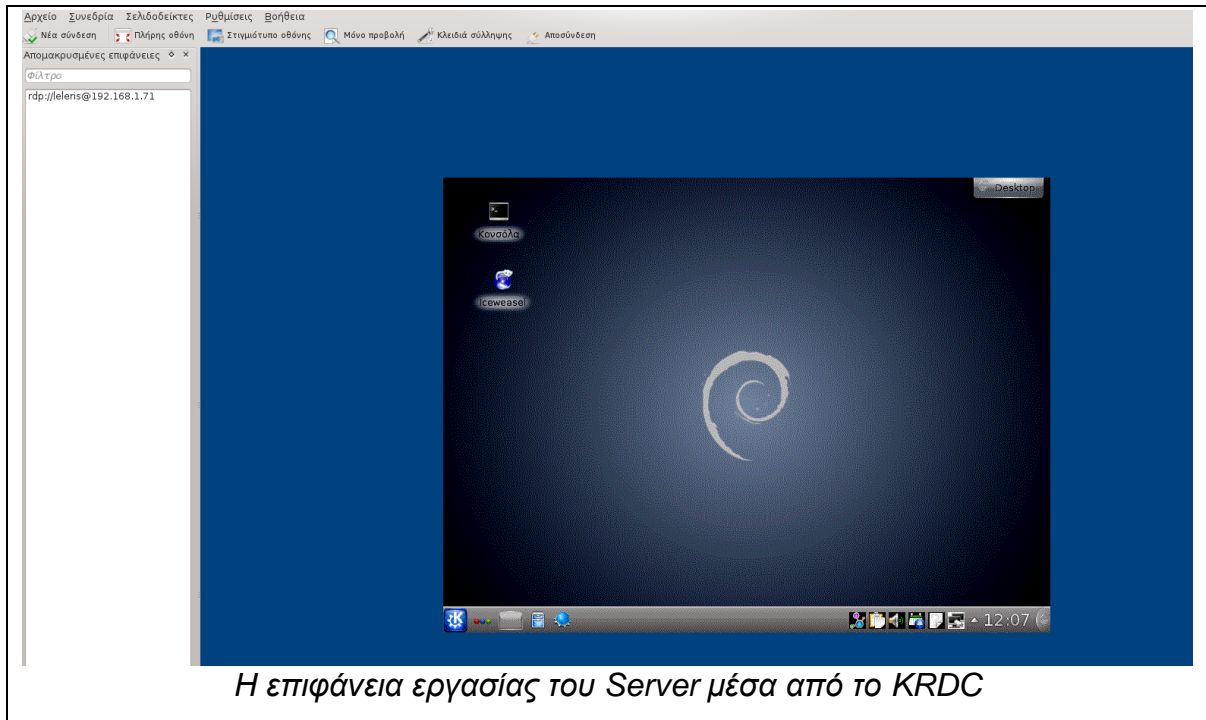 Αρχείο Συνεδρία Σελιδοδείκτες Ρυθμίσεις Βοήθεια
Νέα σύνδεση Πλήρης οθόνη Στιγμιότυπο οθόνης Μόνο προβολή Κλειδιά σύλληψης Αποσύνδεση
Απομακρυσμένες επιφάνειες
Φίλτρο
rdp://leleris@192.168.1.71
Desktop
Κονσόλα
Iceweasel
12:07
Η επιφάνεια εργασίας του Server μέσα από το KRDC